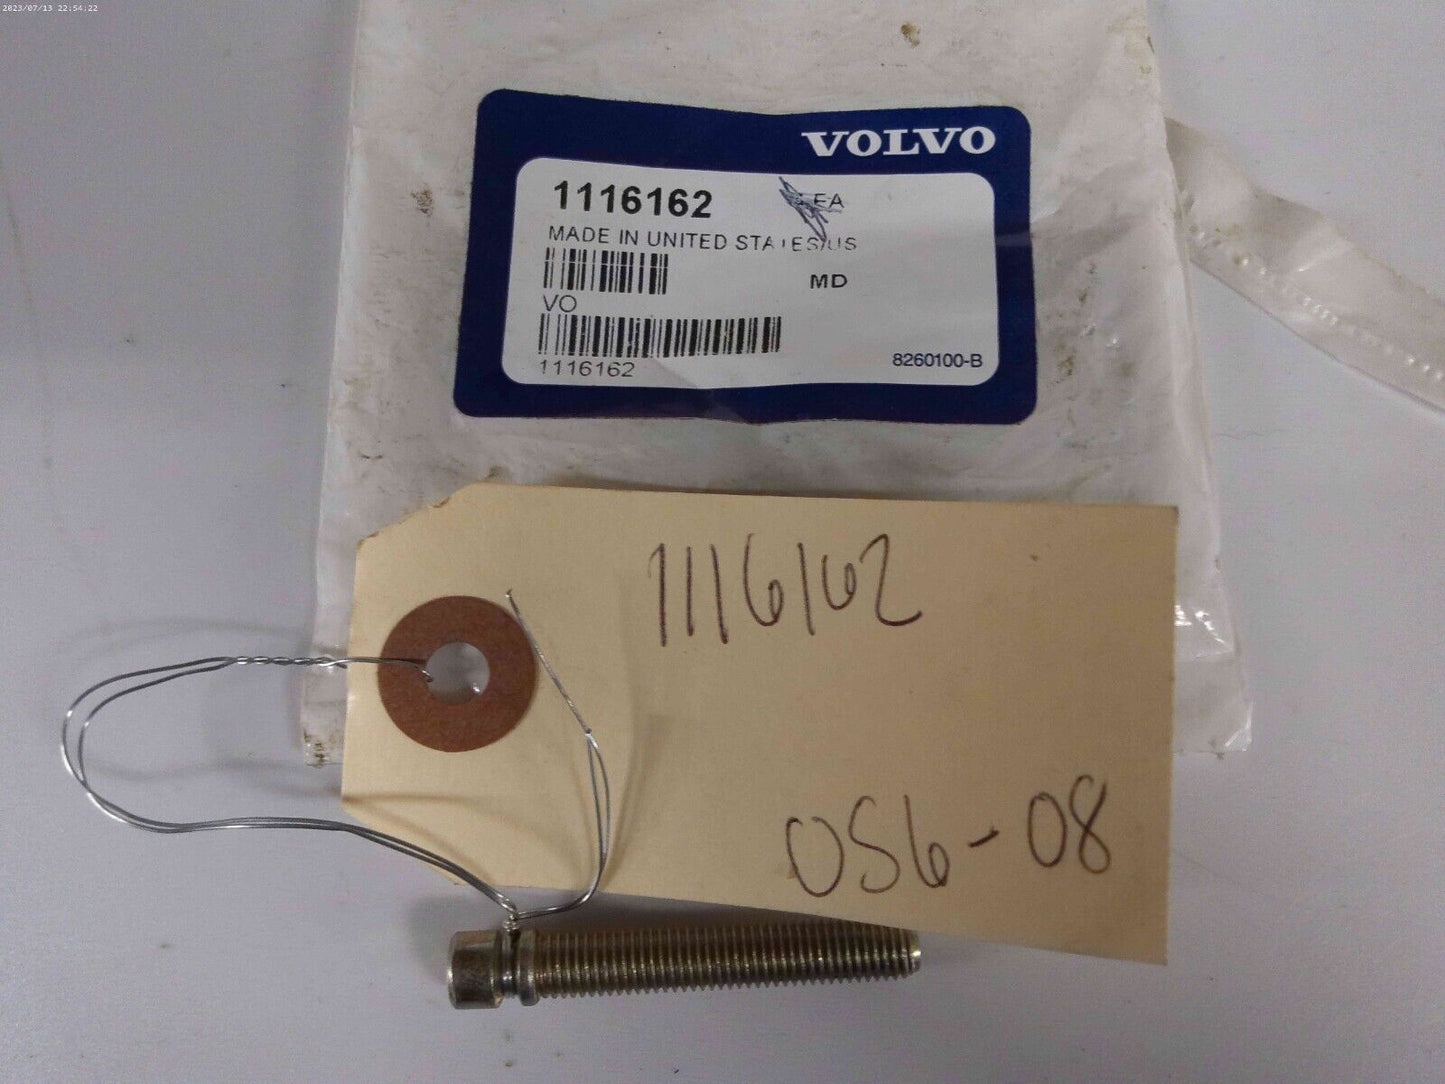 2023/07/13 22:54:22
VOLVO
1116162 EA
MADE IN UNITED STATES/US
MD
VO
1116162
8260100-B
1116162
OS6-08